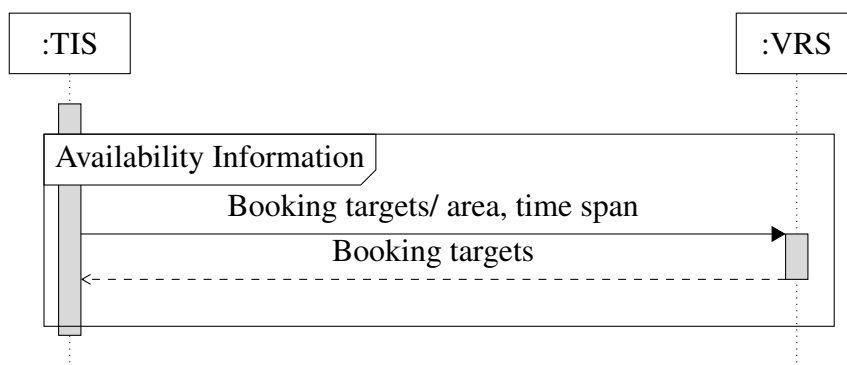 :TIS
:VRS
Availability Information
Booking targets/ area, time span
Booking targets